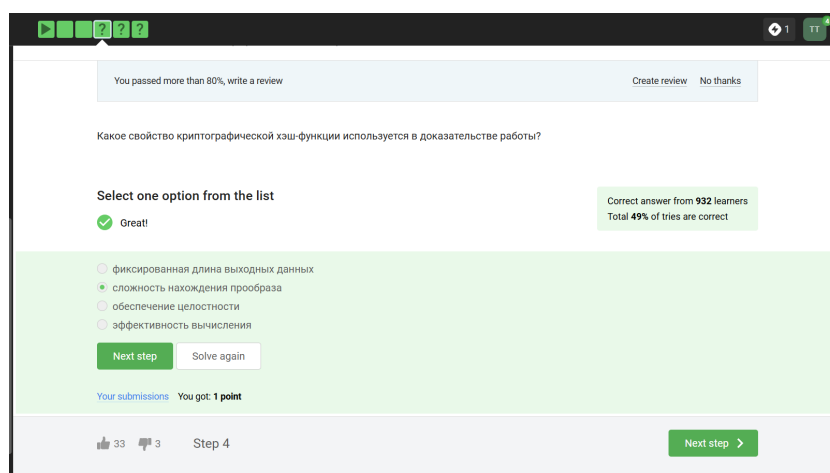 ? ? ?
1
TT
4
You passed more than 80%, write a review
Create review No thanks
Какое свойство криптографической хэш-функции используется в доказательстве работы?
Select one option from the list
Correct answer from 932 learners
Total 49% of tries are correct
Great!
фиксированная длина выходных данных
сложность нахождения прообраза
обеспечение целостности
эффективность вычисления
Next step Solve again
Your submissions You got: 1 point
33 3 Step 4
Next step